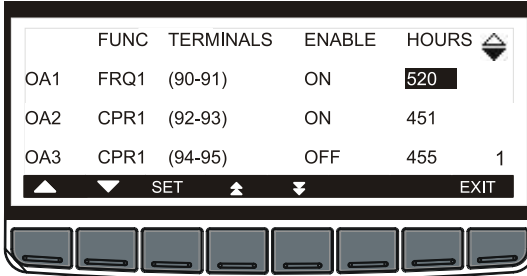 FUNC TERMINALS ENABLE HOURS
OA1 FRQ1 (90-91) ON 520
OA2 CPR1 (92-93) ON 451
OA3 CPR1 (94-95) OFF 455 1
SET EXIT